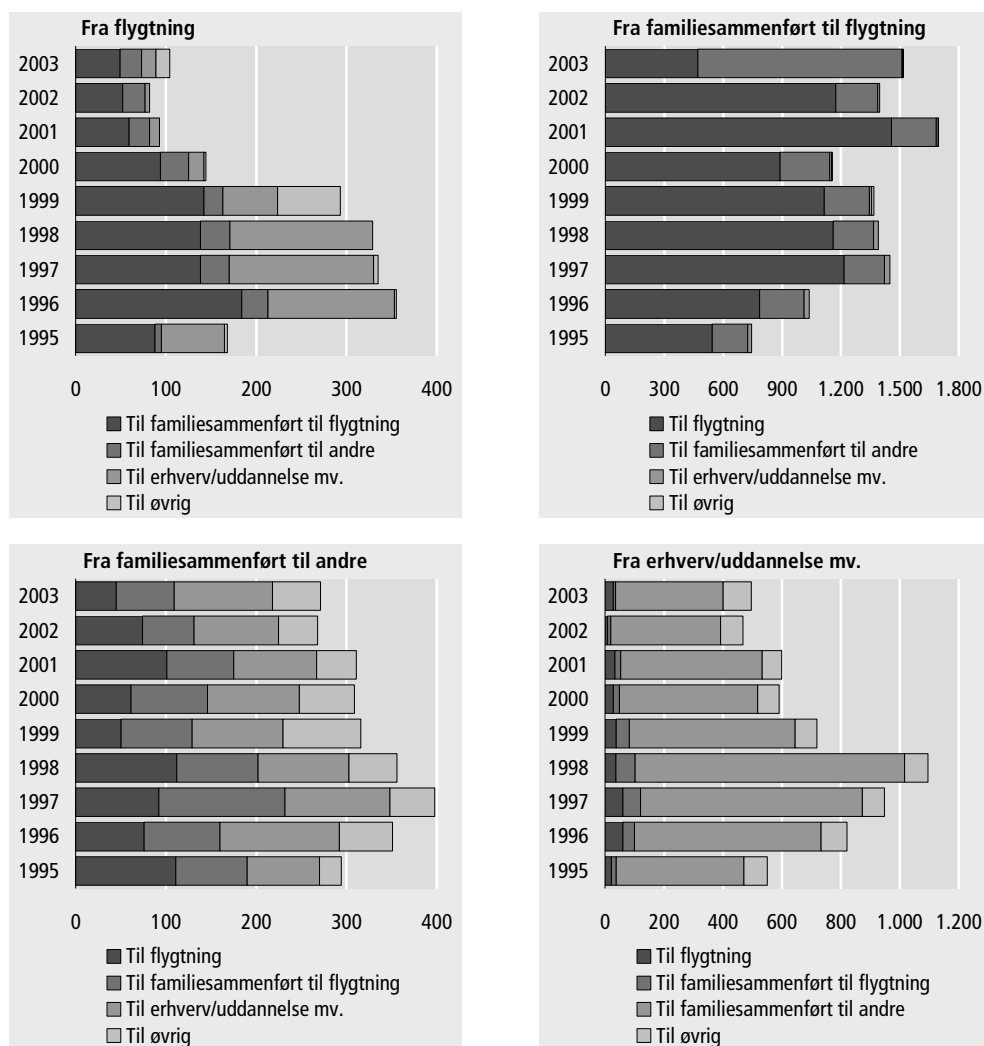 Fra flygtning
2003
2002
2001
2000
1999
1998
1997
1996
1995
0 100 200 300 400
Til familiesammenført til flygtning
Til familiesammenført til andre
Til erhverv/uddannelse mv.
Til øvrig
Fra familiesammenført til flygtning
2003
2002
2001
2000
1999
1998
1997
1996
1995
0 300 600 900 1.200 1.500 1.800
Til flygtning
Til familiesammenført til andre
Til erhverv/uddannelse mv.
Til øvrig
Fra familiesammenført til andre
2003
2002
2001
2000
1999
1998
1997
1996
1995
0 100 200 300 400
Til flygtning
Til familiesammenført til flygtning
Til erhverv/uddannelse mv.
Til øvrig
Fra erhverv/uddannelse mv.
2003
2002
2001
2000
1999
1998
1997
1996
1995
0 200 400 600 800 1.000 1.200
Til flygtning
Til familiesammenført til flygtning
Til familiesammenført til andre
Til øvrig